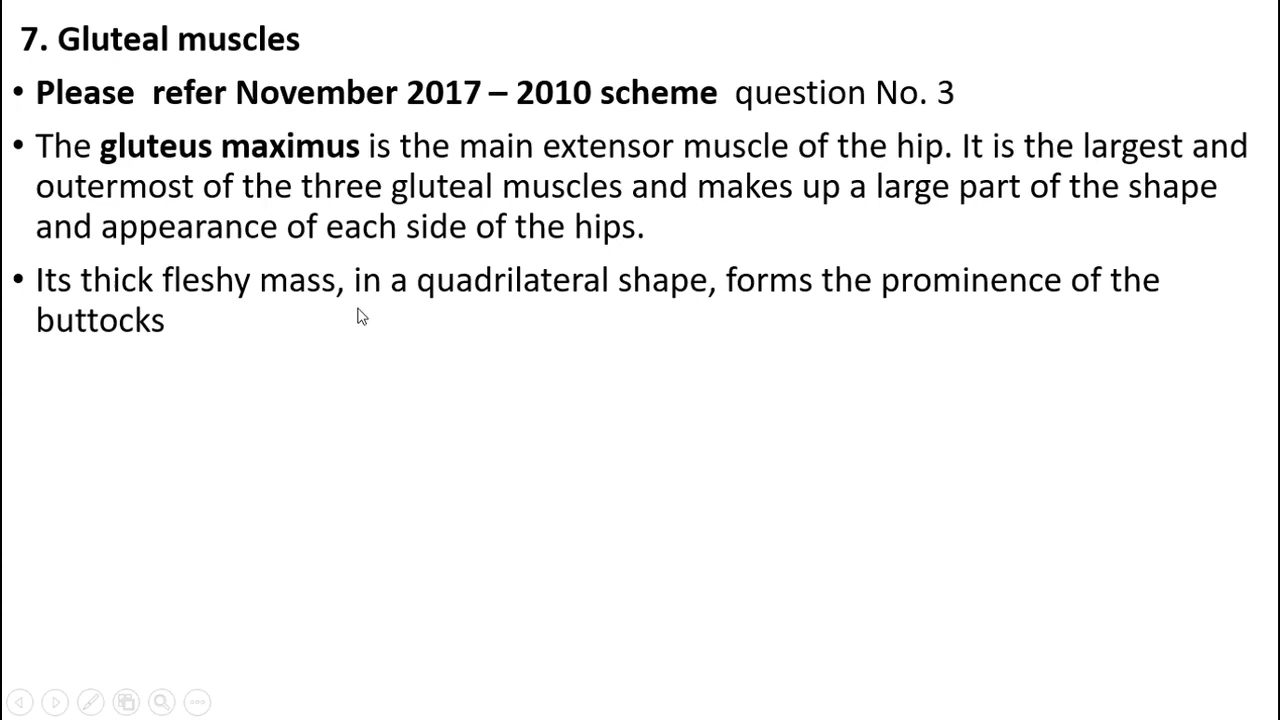 7. Gluteal muscles
• Please refer November 2017 – 2010 scheme question No. 3
• The gluteus maximus is the main extensor muscle of the hip. It is the largest and
outermost of the three gluteal muscles and makes up a large part of the shape
and appearance of each side of the hips.
• Its thick fleshy mass, in a quadrilateral shape, forms the prominence of the
buttocks